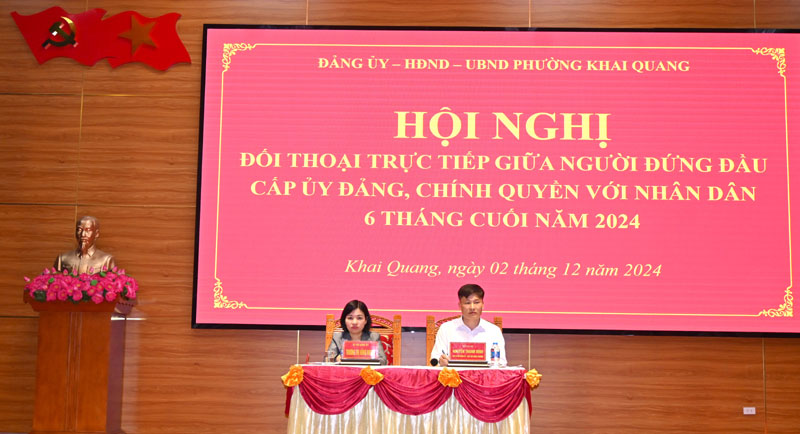 ĐẢNG ỦY – HĐND – UBND PHƯỜNG KHAI QUANG
HỘI NGHỊ
ĐỐI THOẠI TRỰC TIẾP GIỮA NGƯỜI ĐỨNG ĐẦU
CẤP ỦY ĐẢNG, CHÍNH QUYỀN VỚI NHÂN DÂN
6 THÁNG CUỐI NĂM 2024
Khai Quang, ngày 02 tháng 12 năm 2024